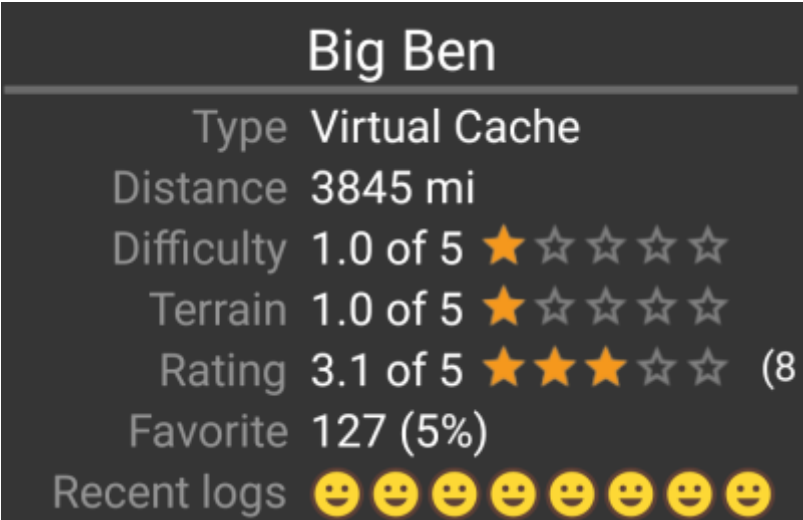 Big Ben
Type Virtual Cache
Distance 3845 mi
Difficulty 1.0 of 5
Terrain 1.0 of 5
Rating 3.1 of 5 (8
Favorite 127 (5%)
Recent logs